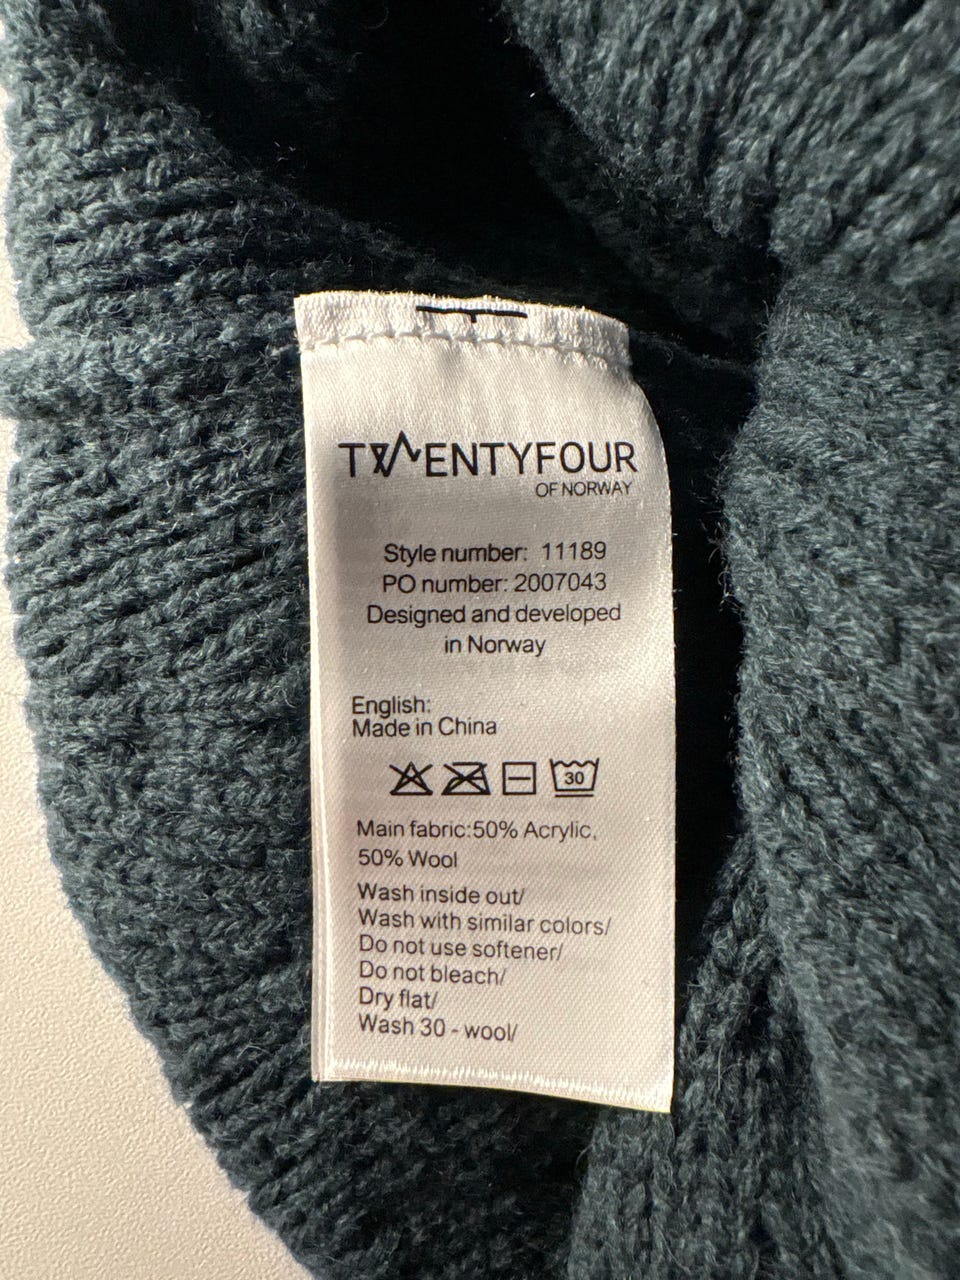 TWENTYFOUR
OF NORWAY
Style number: 11189
PO number: 2007043
Designed and developed
in Norway
English:
Made in China
30
Main fabric:50% Acrylic,
50% Wool
Wash inside out/
Wash with similar colors/
Do not use softener/
Do not bleach/
Dry flat/
Wash 30 - wool/